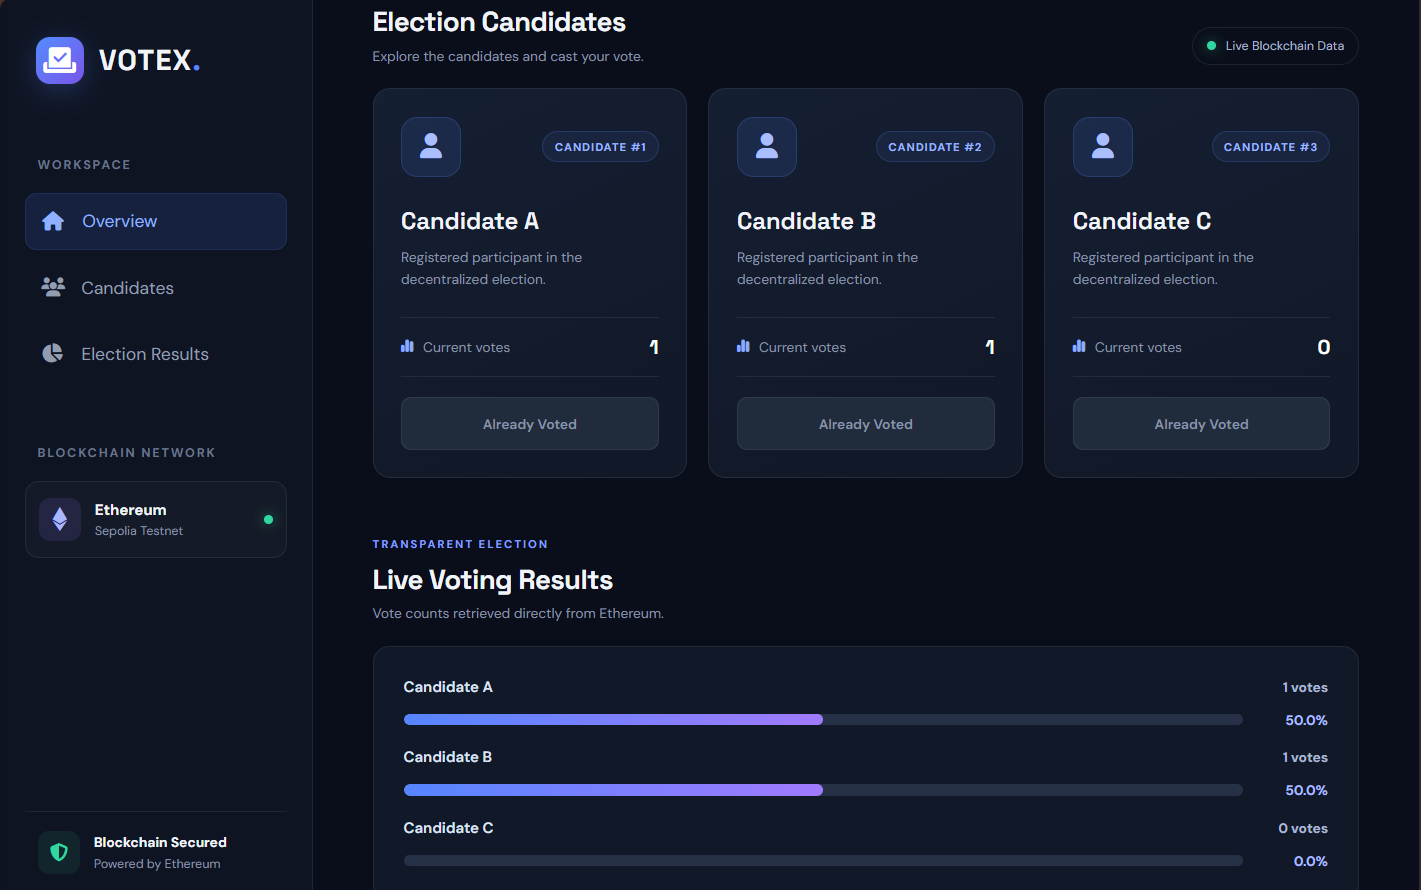 VOTEX.
WORKSPACE
Overview
Candidates
Election Results
BLOCKCHAIN NETWORK
Ethereum
Sepolia Testnet
Blockchain Secured
Powered by Ethereum
Election Candidates
Explore the candidates and cast your vote.
Live Blockchain Data
CANDIDATE #1
Candidate A
Registered participant in the
decentralized election.
Current votes 1
Already Voted
CANDIDATE #2
Candidate B
Registered participant in the
decentralized election.
Current votes 1
Already Voted
CANDIDATE #3
Candidate C
Registered participant in the
decentralized election.
Current votes 0
Already Voted
TRANSPARENT ELECTION
Live Voting Results
Vote counts retrieved directly from Ethereum.
Candidate A 1 votes
50.0%
Candidate B 1 votes
50.0%
Candidate C 0 votes
0.0%